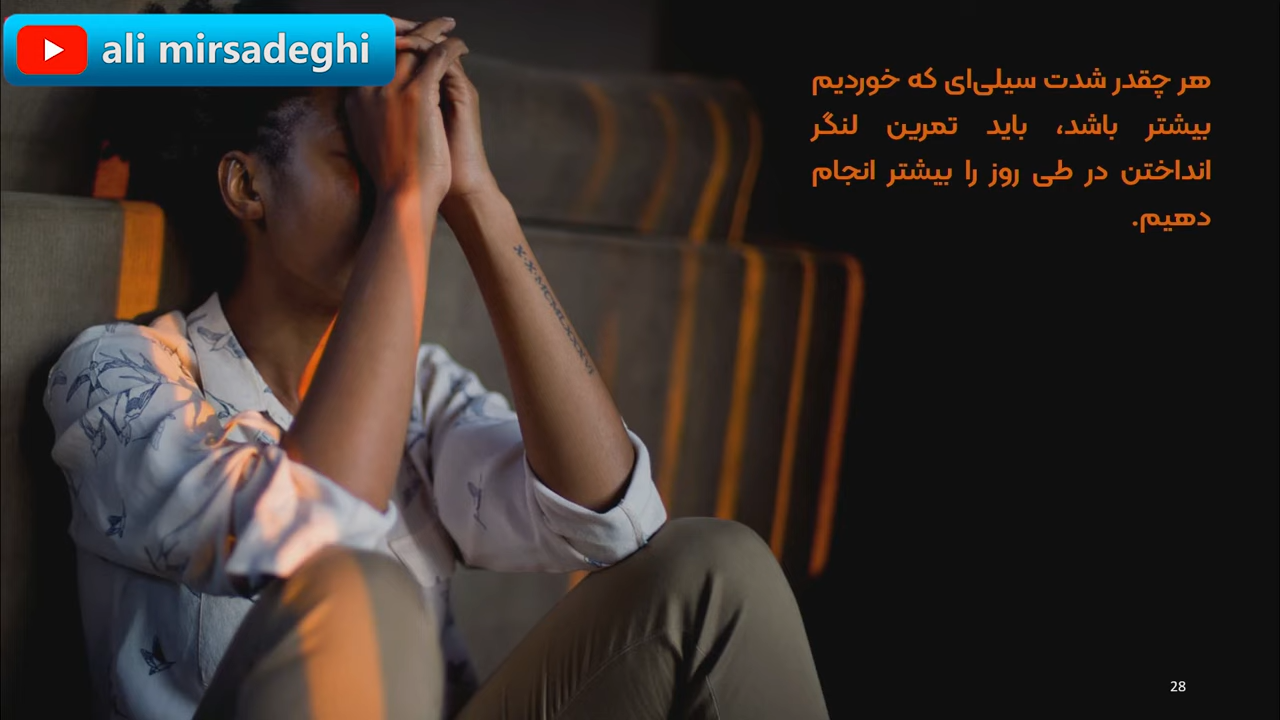 ali mirsadeghi
هر چقدر شدت سیلی‌ای که خوردیم
بیشتر باشد، باید تمرین لنگر
انداختن در طی روز را بیشتر انجام
دهیم.
X·X·MCMLXXXVI
28